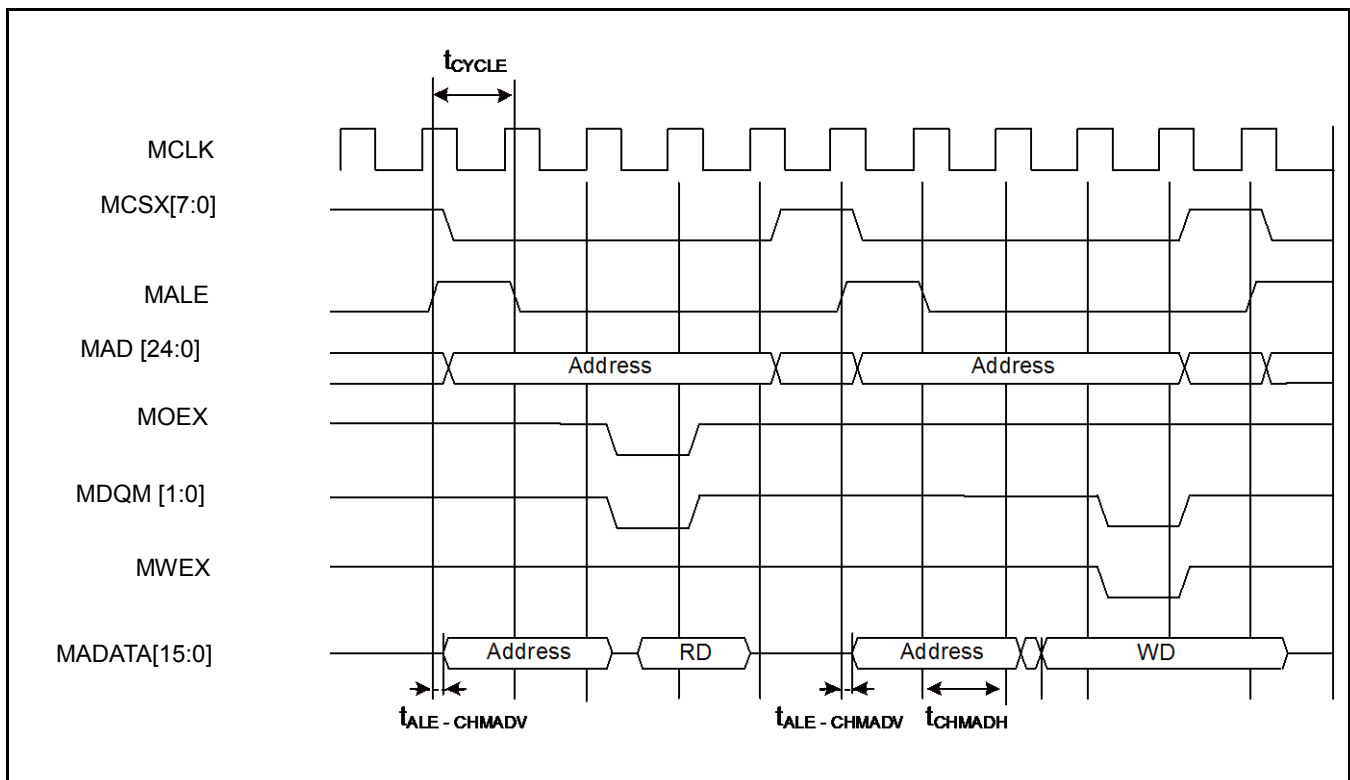 tCYCLE
MCLK
MCSX[7:0]
MALE
MAD [24:0]
Address Address
MOEX
MDQM [1:0]
MWEX
MADATA[15:0]
Address RD Address WD
tALE - CHMADV tALE - CHMADV tCHMADH